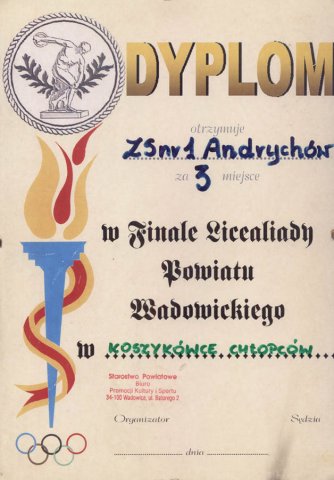 DYPLOM
otrzymuje
ZSnr1 Andrychów
za 3 miejsce
w Finale Licealiady
Powiatu
Wadowickiego
w KOSZYKÓWCE CHŁOPCÓW
Starostwo Powiatowe
Biuro
Promocji Kultury i Sportu
34-100 Wadowice, ul. Batorego 2
Organizator Sędzia
dnia